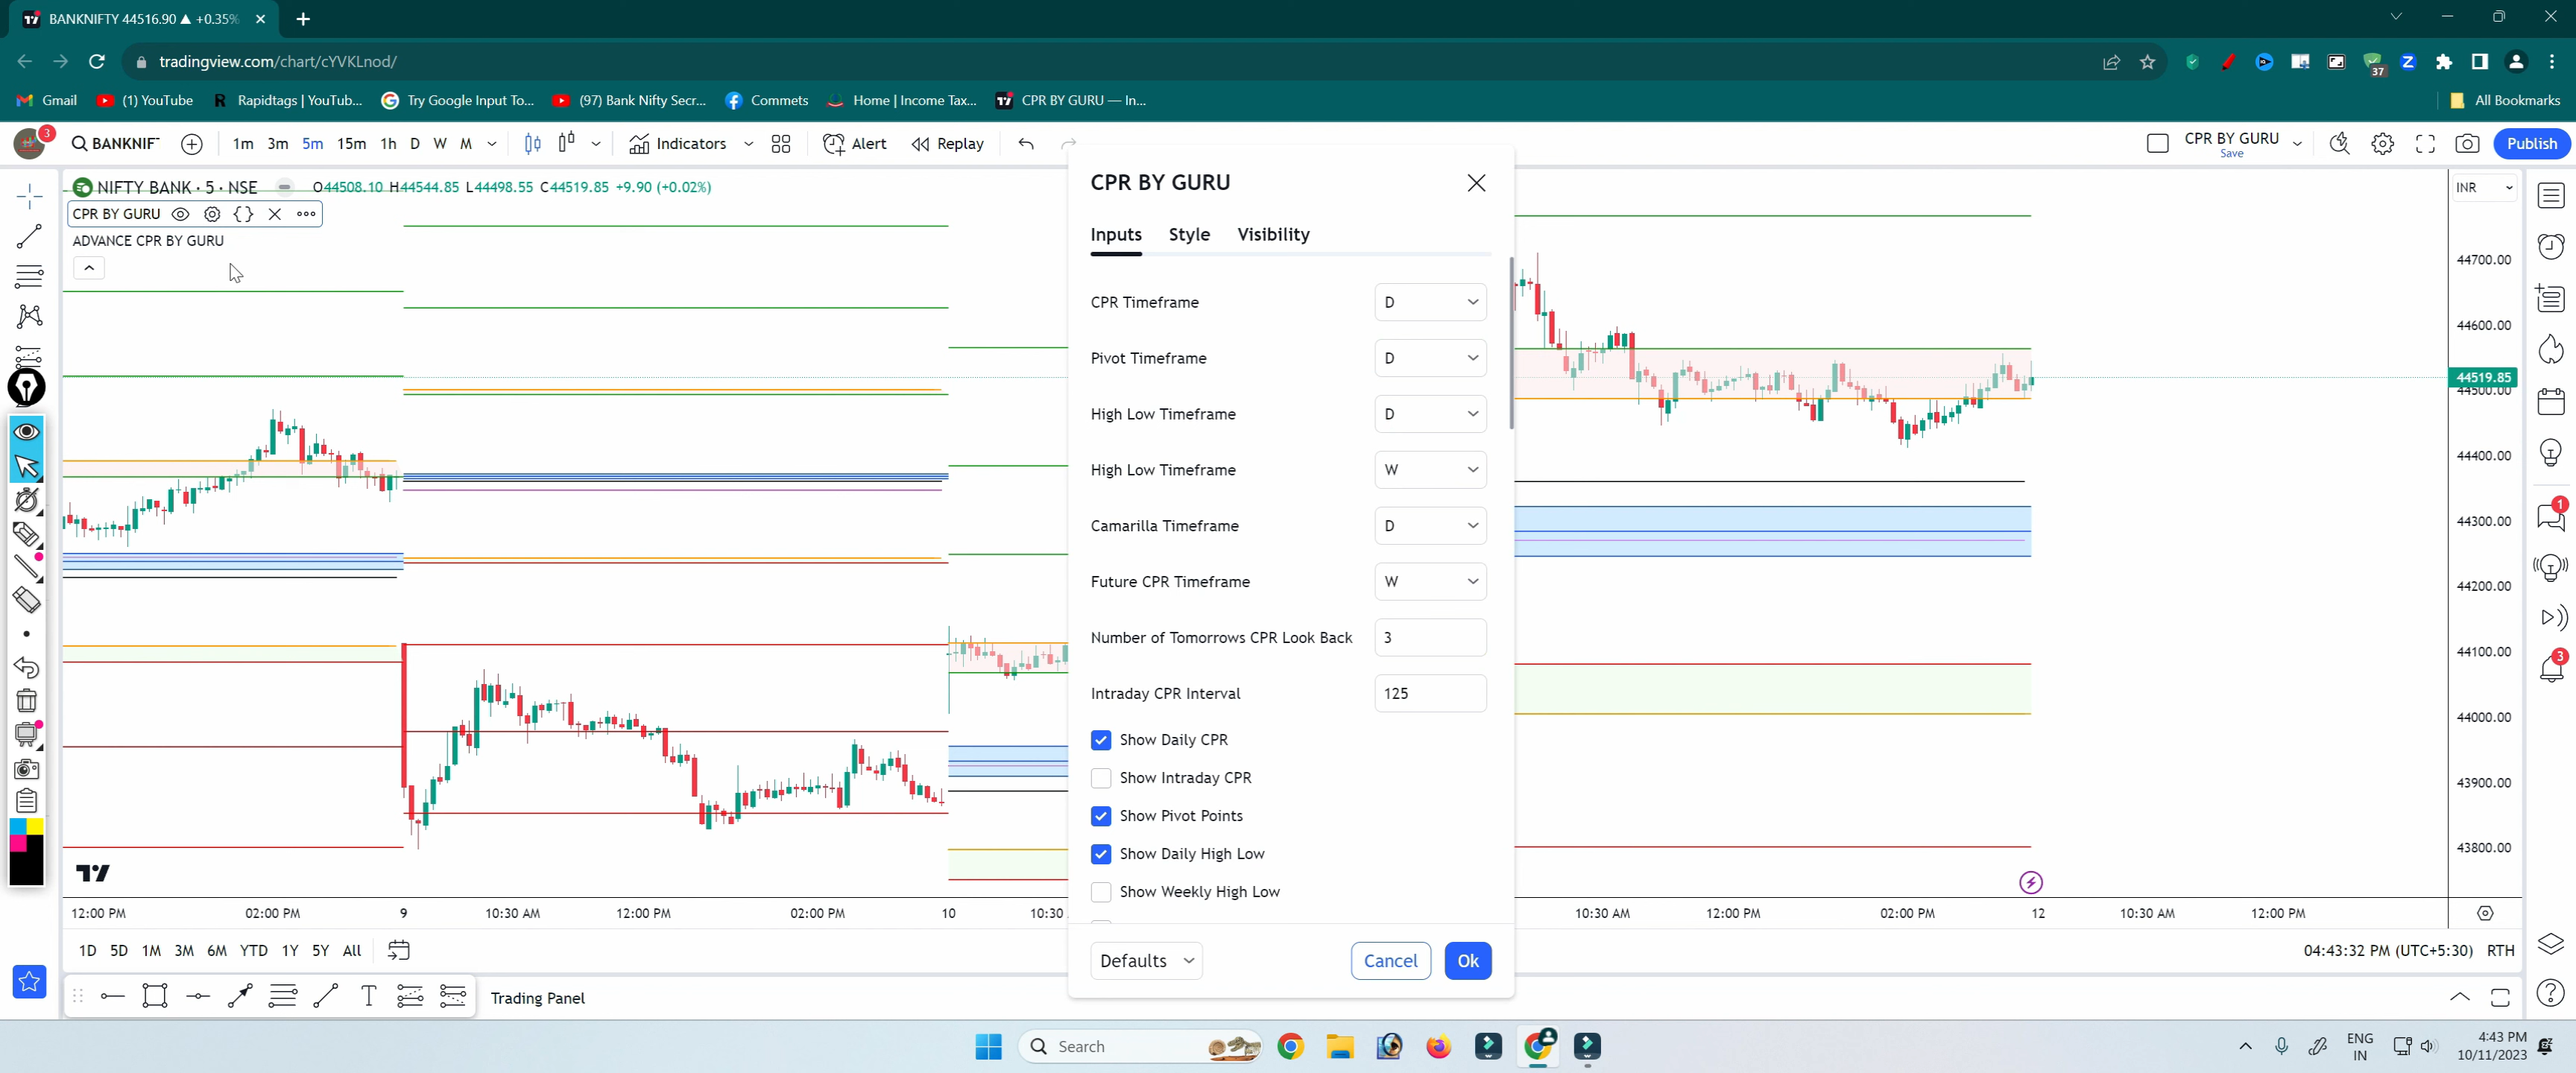 BANKNIFTY 44516.90 ▲ +0.35%
tradingview.com/chart/cYVKLnod/
37
Gmail (1) YouTube Rapidtags | YouTub... Try Google Input To... (97) Bank Nifty Secr... Commets Home | Income Tax... CPR BY GURU — In... All Bookmarks
3 BANKNIF 1m 3m 5m 15m 1h D W M Indicators Alert Replay CPR BY GURU Save Publish
NIFTY BANK · 5 · NSE O44508.10 H44544.85 L44498.55 C44519.85 +9.90 (+0.02%)
CPR BY GURU
ADVANCE CPR BY GURU
CPR BY GURU
Inputs Style Visibility
CPR Timeframe D
Pivot Timeframe D
High Low Timeframe D
High Low Timeframe W
Camarilla Timeframe D
Future CPR Timeframe W
Number of Tomorrows CPR Look Back 3
Intraday CPR Interval 125
Show Daily CPR
Show Intraday CPR
Show Pivot Points
Show Daily High Low
Show Weekly High Low
Defaults Cancel Ok
INR
44700.00
44600.00
44519.85
44500.00
44400.00
44300.00
44200.00
44100.00
44000.00
43900.00
43800.00
1
3
12:00 PM 02:00 PM 9 10:30 AM 12:00 PM 02:00 PM 10 10:30 10:30 AM 12:00 PM 02:00 PM 12 10:30 AM 12:00 PM
1D 5D 1M 3M 6M YTD 1Y 5Y All 04:43:32 PM (UTC+5:30) RTH
Trading Panel
Search
ENG
IN
4:43 PM
10/11/2023